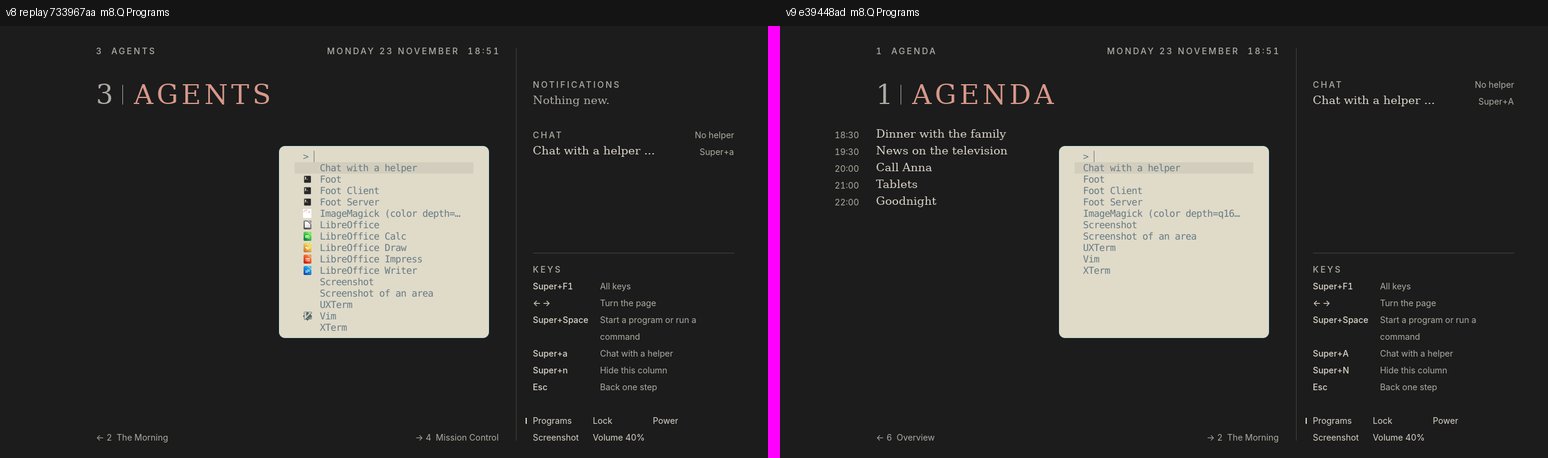 v8 replay 733967aa m8.Q Programs
3 AGENTS
MONDAY 23 NOVEMBER 18:51
3 AGENTS
NOTIFICATIONS
Nothing new.
CHAT No helper
Chat with a helper ... Super+a
>
Chat with a helper
Foot
Foot Client
Foot Server
ImageMagick (color depth=…
LibreOffice
LibreOffice Calc
LibreOffice Draw
LibreOffice Impress
LibreOffice Writer
Screenshot
Screenshot of an area
UXTerm
Vim
XTerm
KEYS
Super+F1 All keys
← → Turn the page
Super+Space Start a program or run a
command
Super+a Chat with a helper
Super+n Hide this column
Esc Back one step
Programs Lock Power
Screenshot Volume 40%
← 2 The Morning
→ 4 Mission Control
v9 e39448ad m8.Q Programs
1 AGENDA
MONDAY 23 NOVEMBER 18:51
1 AGENDA
18:30 Dinner with the family
19:30 News on the television
20:00 Call Anna
21:00 Tablets
22:00 Goodnight
>
Chat with a helper
Foot
Foot Client
Foot Server
ImageMagick (color depth=q16…
Screenshot
Screenshot of an area
UXTerm
Vim
XTerm
CHAT No helper
Chat with a helper ... Super+A
KEYS
Super+F1 All keys
← → Turn the page
Super+Space Start a program or run a
command
Super+A Chat with a helper
Super+N Hide this column
Esc Back one step
Programs Lock Power
Screenshot Volume 40%
← 6 Overview
→ 2 The Morning